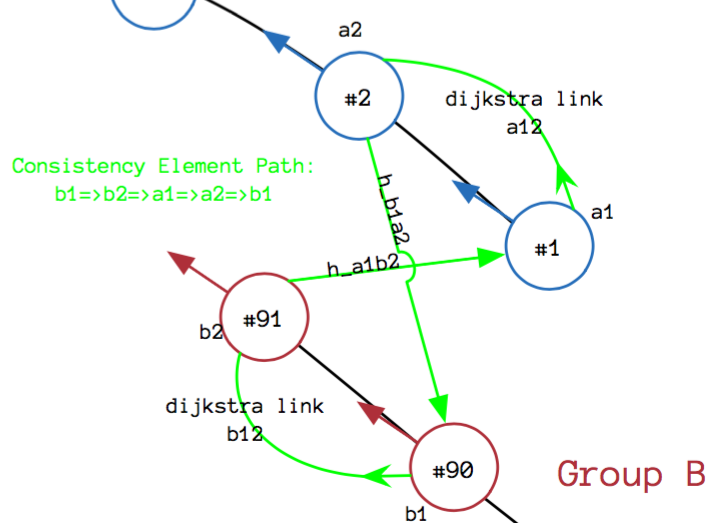 a2
#2
dijkstra link
a12
Consistency Element Path:
b1=>b2=>a1=>a2=>b1
h_b1a2
a1
#1
h_a1b2
#91
b2
dijkstra link
b12
#90
Group B
b1